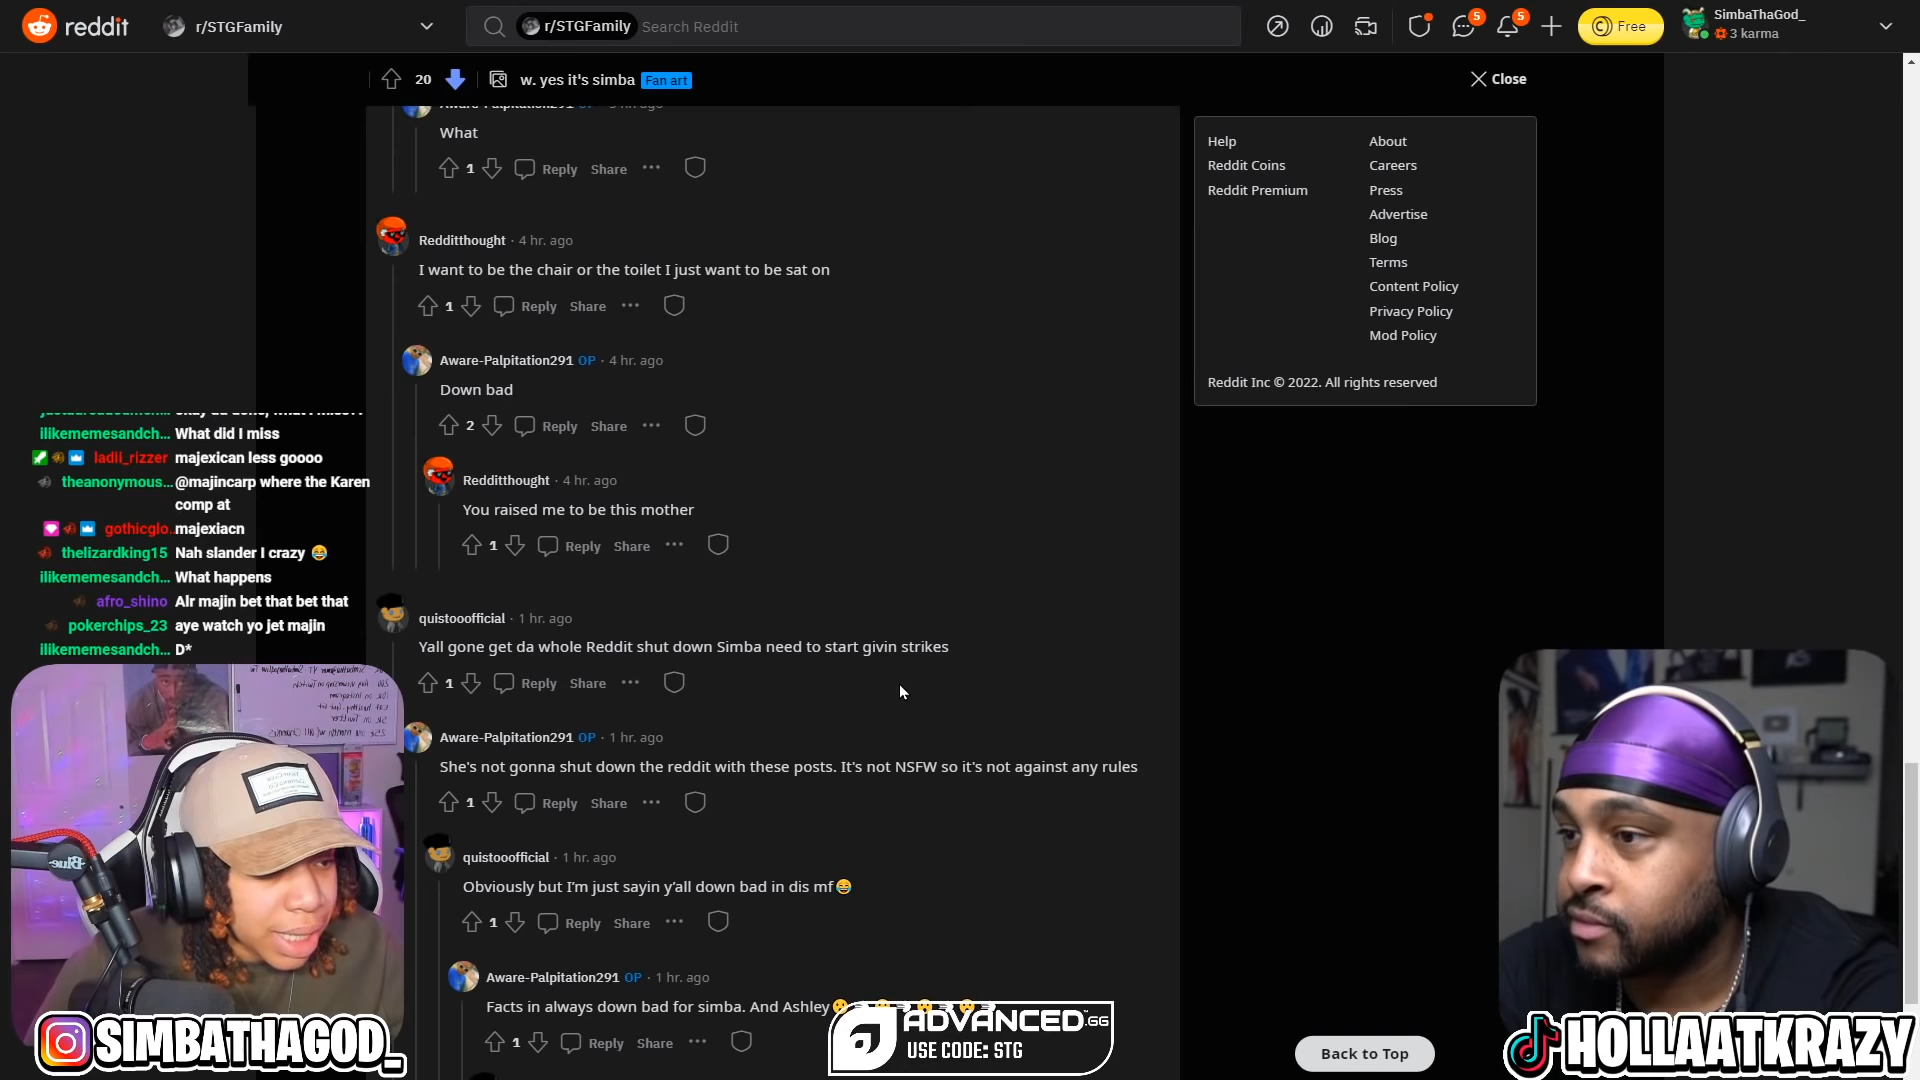 reddit
r/STGFamily
r/STGFamily Search Reddit
5
5
Free
SimbaThaGod_
3 karma
20
w. yes it's simba Fan art
Close
Aware-Palpitation291 OP
What
1 Reply Share ···
Redditthought · 4 hr. ago
I want to be the chair or the toilet I just want to be sat on
1 Reply Share ···
Aware-Palpitation291 OP · 4 hr. ago
Down bad
2 Reply Share ···
Redditthought · 4 hr. ago
You raised me to be this mother
1 Reply Share ···
quistooofficial · 1 hr. ago
Yall gone get da whole Reddit shut down Simba need to start givin strikes
1 Reply Share ···
Aware-Palpitation291 OP · 1 hr. ago
She's not gonna shut down the reddit with these posts. It's not NSFW so it's not against any rules
1 Reply Share ···
quistooofficial · 1 hr. ago
Obviously but I'm just sayin y'all down bad in dis mf😂
1 Reply Share ···
Aware-Palpitation291 OP · 1 hr. ago
Facts in always down bad for simba. And Ashley
1 Reply Share ···
Help
Reddit Coins
Reddit Premium
About
Careers
Press
Advertise
Blog
Terms
Content Policy
Privacy Policy
Mod Policy
Reddit Inc © 2022. All rights reserved
ilikememesandch... What did I miss
ladii_rizzer majexican less goooo
theanonymous... @majincarp where the Karen
comp at
gothicglo... majexiacn
thelizardking15 Nah slander I crazy 😂
ilikememesandch... What happens
afro_shino Alr majin bet that bet that
pokerchips_23 aye watch yo jet majin
ilikememesandch... D*
Blue
SIMBATHAGOD_
ADVANCED.GG
USE CODE: STG
Back to Top
HOLLAATKRAZY